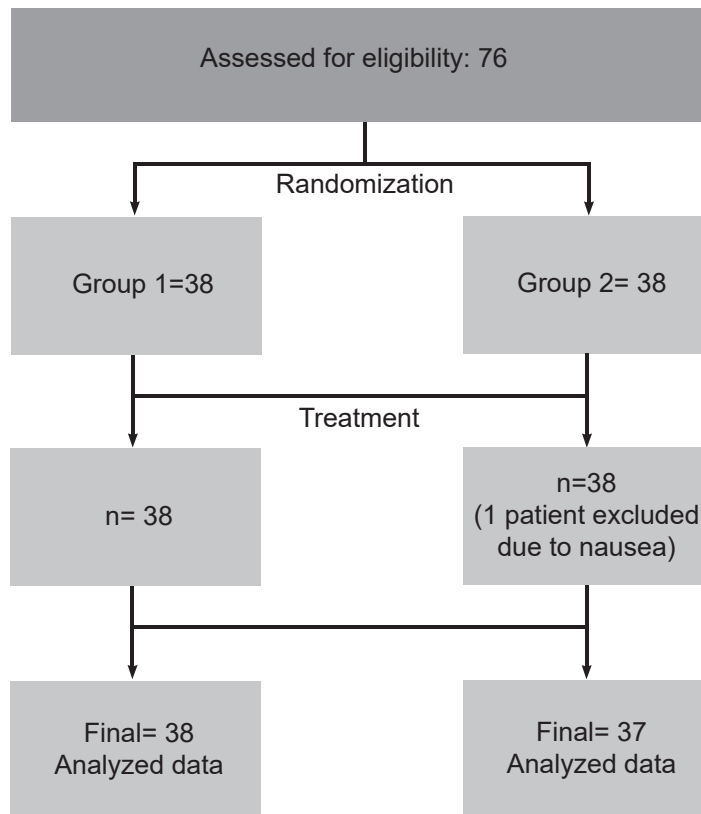 Assessed for eligibility: 76
Randomization
Group 1=38
Group 2= 38
Treatment
n= 38
n=38
(1 patient excluded
due to nausea)
Final= 38
Analyzed data
Final= 37
Analyzed data